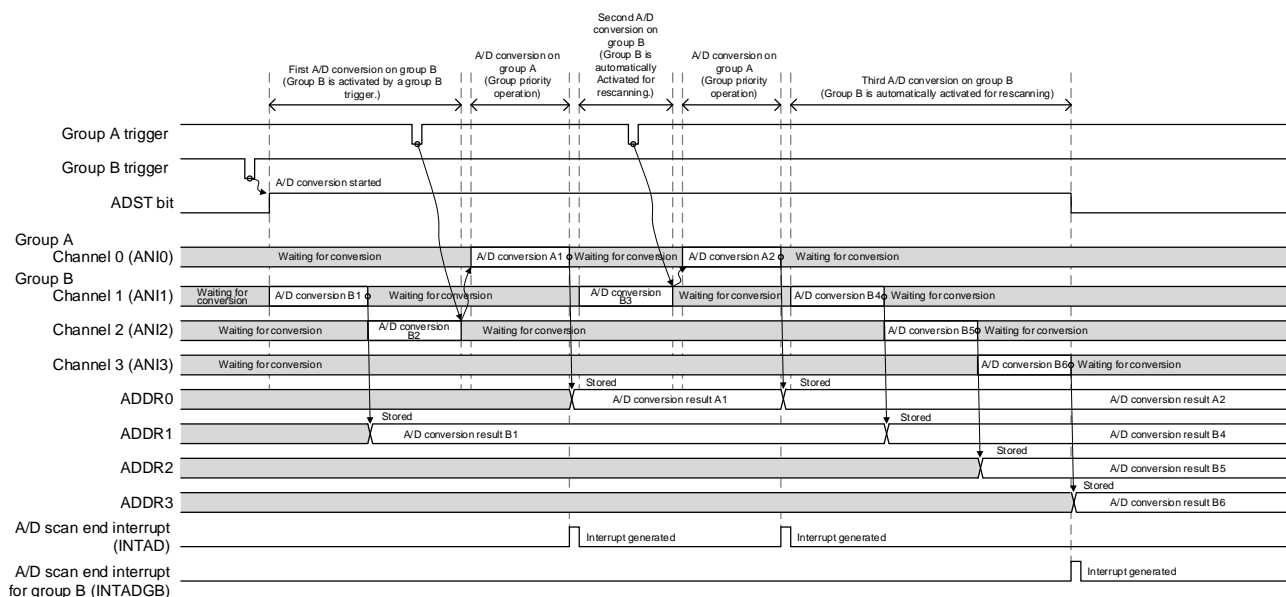 First A/D conversion on group B
(Group B is activated by a group B
trigger.)
A/D conversion on
group A
(Group priority
operation)
Second A/D
conversion on
group B
(Group B is
automatically
Activated for
rescanning.)
A/D conversion on
group A
(Group priority
operation)
Third A/D conversion on group B
(Group B is automatically activated for rescanning)
Group A trigger
Group B trigger
A/D conversion started
ADST bit
Group A
Channel 0 (ANI0)
Waiting for conversion
A/D conversion A1
Waiting for conversion
A/D conversion A2
Waiting for conversion
Group B
Channel 1 (ANI1)
Waiting for
conversion
A/D conversion B1
Waiting for conversion
A/D conversion
B3
Waiting for conversion
A/D conversion B4
Waiting for conversion
Channel 2 (ANI2)
Waiting for conversion
A/D conversion
B2
Waiting for conversion
A/D conversion B5
Waiting for conversion
Channel 3 (ANI3)
Waiting for conversion
A/D conversion B6
Waiting for conversion
Stored
Stored
ADDR0
A/D conversion result A1
A/D conversion result A2
Stored
Stored
ADDR1
A/D conversion result B1
A/D conversion result B4
Stored
ADDR2
A/D conversion result B5
Stored
ADDR3
A/D conversion result B6
A/D scan end interrupt
(INTAD)
Interrupt generated
Interrupt generated
A/D scan end interrupt
for group B (INTADGB)
Interrupt generated